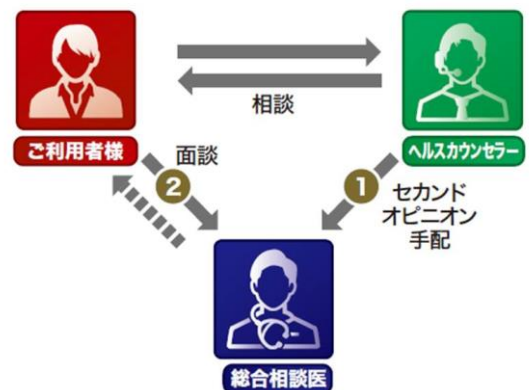 相談
ご利用者様
ヘルスカウンセラー
面談
2
1
セカンド
オピニオン
手配
総合相談医